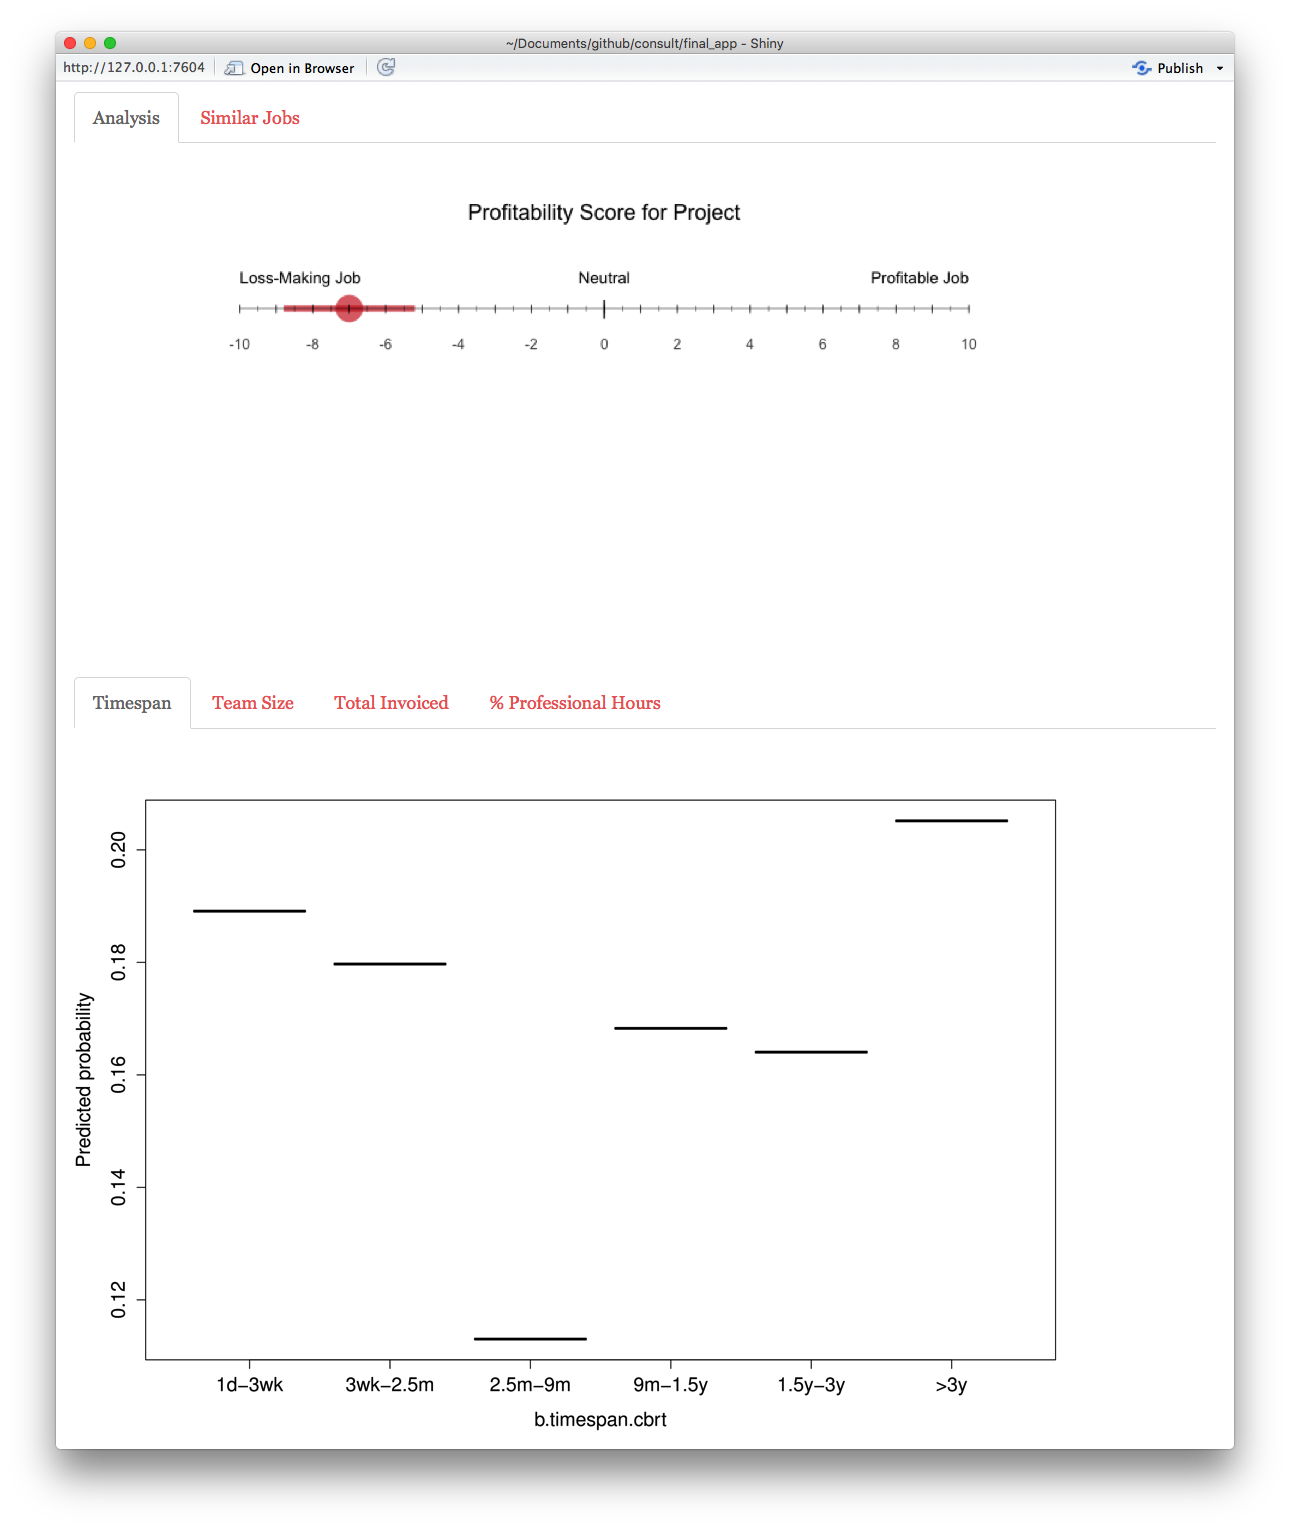 ~/Documents/github/consult/final_app - Shiny
http://127.0.0.1:7604 Open in Browser Publish
Analysis Similar Jobs
Profitability Score for Project
Loss-Making Job Neutral Profitable Job
-10 -8 -6 -4 -2 0 2 4 6 8 10
Timespan Team Size Total Invoiced % Professional Hours
Predicted probability
0.20
0.18
0.16
0.14
0.12
1d−3wk 3wk−2.5m 2.5m−9m 9m−1.5y 1.5y−3y >3y
b.timespan.cbrt